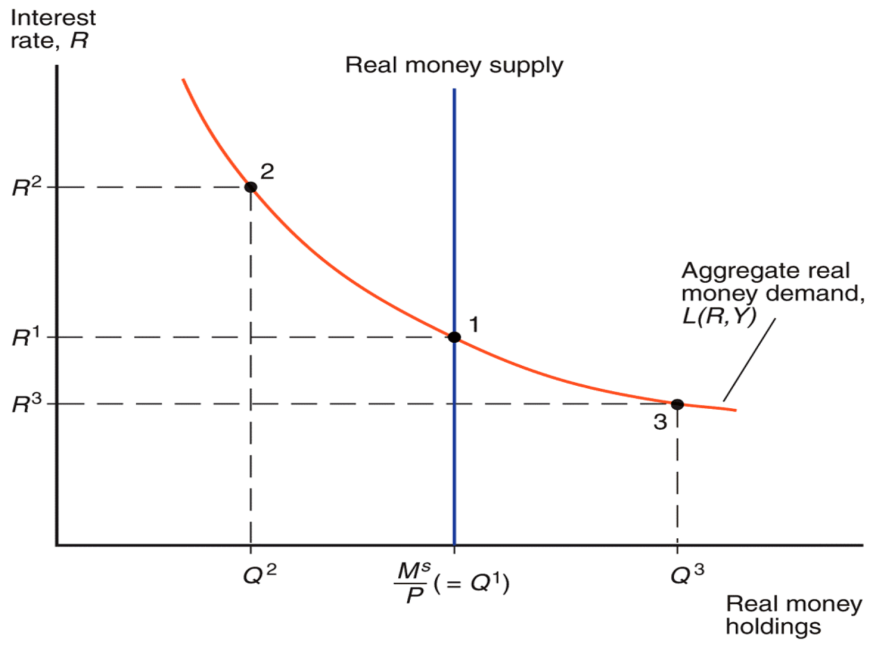 Interest
rate, R
Real money supply
2
R²
Aggregate real
money demand,
L(R,Y)
1
R¹
R³
3
Q²
Mˢ/P (= Q¹)
Q³
Real money
holdings